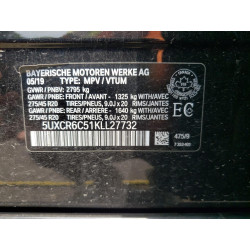 BAYERISCHE MOTOREN WERKE AG
05/19 TYPE: MPV / VTUM
GVWR / PNBV: 2795 kg
GAWR / PNBE: FRONT / AVANT - 1325 kg AVEC / WITH
275/45 R20 TIRES/PNEUS, 9.0J x 20 RIMS/JANTES
GAWR / PNBE: REAR / ARRIERE - 1640 kg AVEC / WITH
275/45 R20 TIRES/PNEUS, 9.0J x 20 RIMS/JANTES
5UXCR6C51KLL27732
EC
475/9